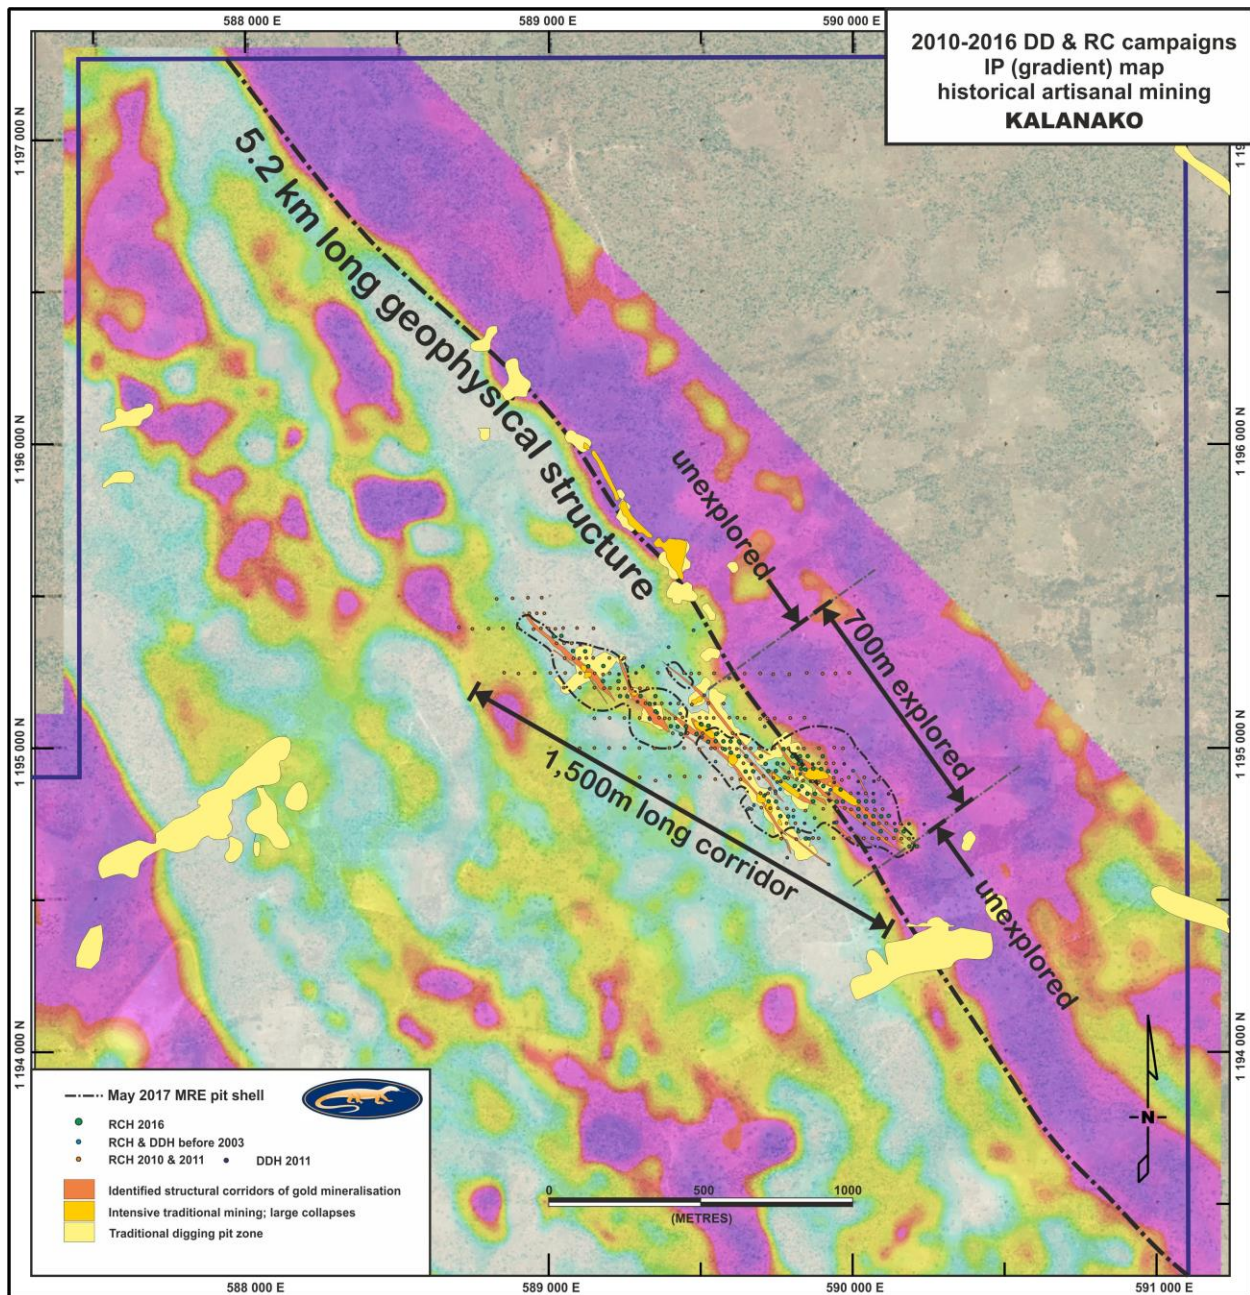 588 000 E
589 000 E
590 000 E
2010-2016 DD & RC campaigns
IP (gradient) map
historical artisanal mining
KALANAKO
1 197 000 N
5.2 km long geophysical structure
1 196 000 N
1 196 000 N
unexplored
700m explored
1 195 000 N
1 195 000 N
1,500m long corridor
unexplored
1 194 000 N
1 194 000 N
May 2017 MRE pit shell
RCH 2016
RCH & DDH before 2003
RCH 2010 & 2011
DDH 2011
Identified structural corridors of gold mineralisation
Intensive traditional mining; large collapses
Traditional digging pit zone
0 500 1000
(METRES)
N
588 000 E
589 000 E
590 000 E
591 000 E